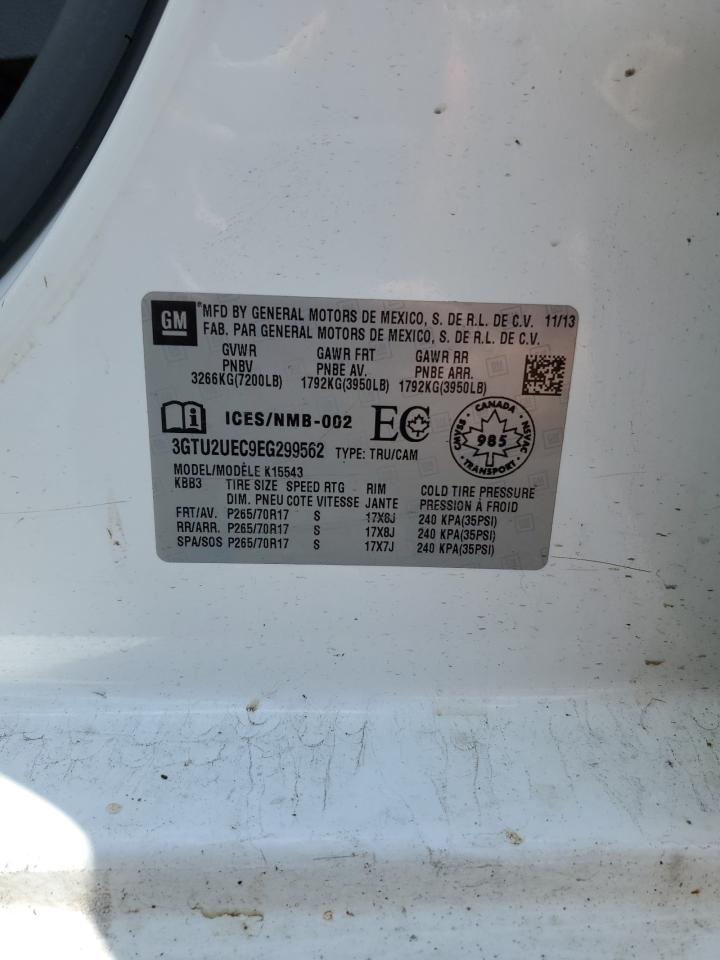 GM *MFD BY GENERAL MOTORS DE MEXICO, S. DE R.L. DE C.V. 11/13
FAB. PAR GENERAL MOTORS DE MEXICO, S. DE R.L. DE C.V.
GVWR GAWR FRT GAWR RR
PNBV PNBE AV. PNBE ARR.
3266KG(7200LB) 1792KG(3950LB) 1792KG(3950LB)
ICES/NMB-002 EC
CANADA
CMVSS 985 NSVAC
TRANSPORT
3GTU2UEC9EG299562 TYPE: TRU/CAM
MODEL/MODÈLE K15543
KBB3 TIRE SIZE SPEED RTG RIM COLD TIRE PRESSURE
DIM. PNEU COTE VITESSE JANTE PRESSION À FROID
FRT/AV. P265/70R17 S 17X8J 240 KPA(35PSI)
RR/ARR. P265/70R17 S 17X8J 240 KPA(35PSI)
SPA/SOS P265/70R17 S 17X7J 240 KPA(35PSI)